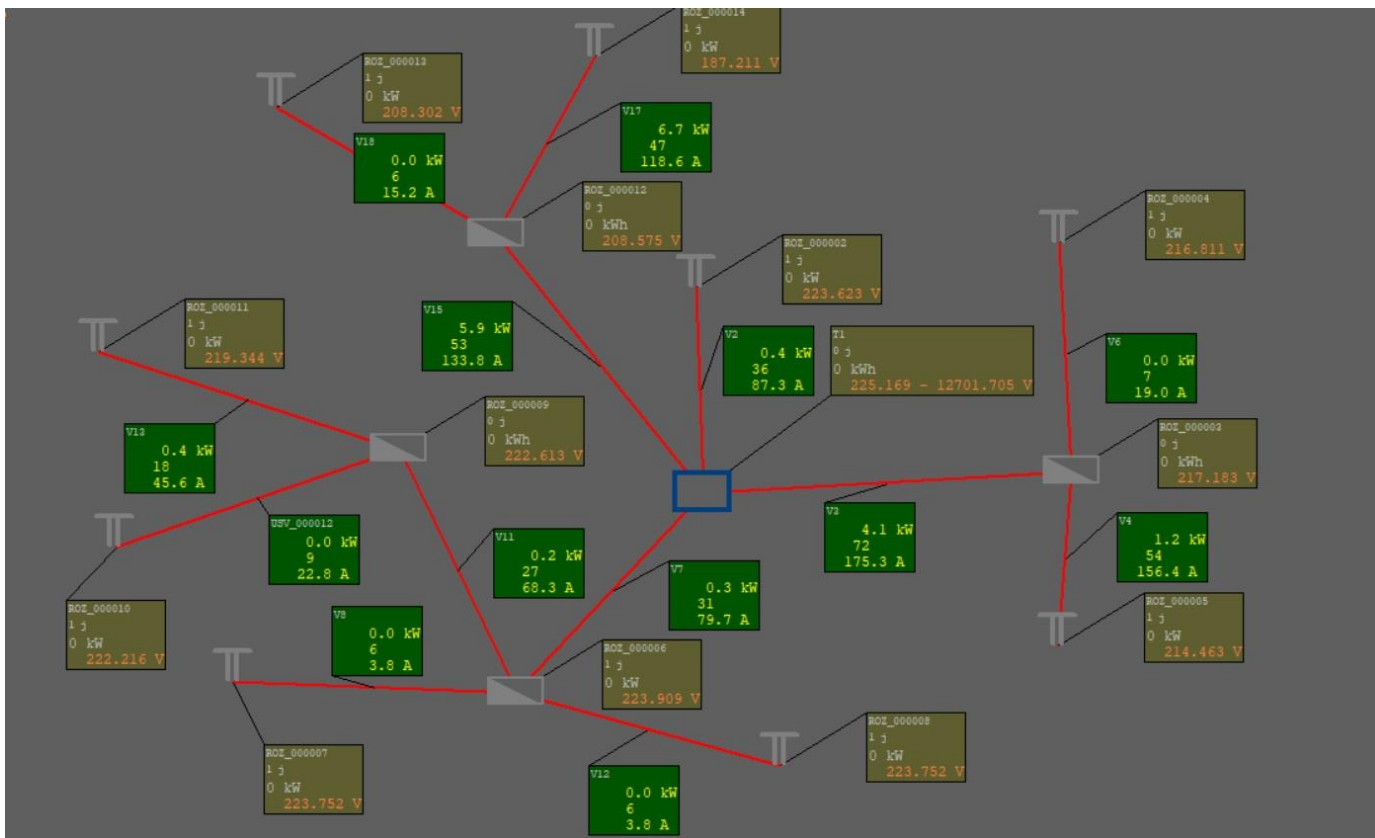 ROZ_000014
1 j
0 kW
187.211 V
ROZ_000013
1 j
0 kW
208.302 V
V17
6.7 kW
47
118.6 A
V18
0.0 kW
6
15.2 A
ROZ_000012
0 j
0 kWh
208.575 V
ROZ_000004
1 j
0 kW
216.811 V
ROZ_000002
1 j
0 kW
223.623 V
ROZ_000011
1 j
0 kW
219.344 V
V15
5.9 kW
53
133.8 A
V2
0.4 kW
36
87.3 A
T1
0 j
0 kWh
225.169 - 12701.705 V
V6
0.0 kW
7
19.0 A
ROZ_000009
0 j
0 kWh
222.613 V
V13
0.4 kW
18
45.6 A
ROZ_000003
0 j
0 kWh
217.183 V
USV_000012
0.0 kW
9
22.8 A
V11
0.2 kW
27
68.3 A
V3
4.1 kW
72
175.3 A
V4
1.2 kW
54
156.4 A
V7
0.3 kW
31
79.7 A
ROZ_000010
1 j
0 kW
222.216 V
V8
0.0 kW
6
3.8 A
ROZ_000005
1 j
0 kW
214.463 V
ROZ_000006
1 j
0 kW
223.909 V
ROZ_000007
1 j
0 kW
223.752 V
ROZ_000008
1 j
0 kW
223.752 V
V12
0.0 kW
6
3.8 A